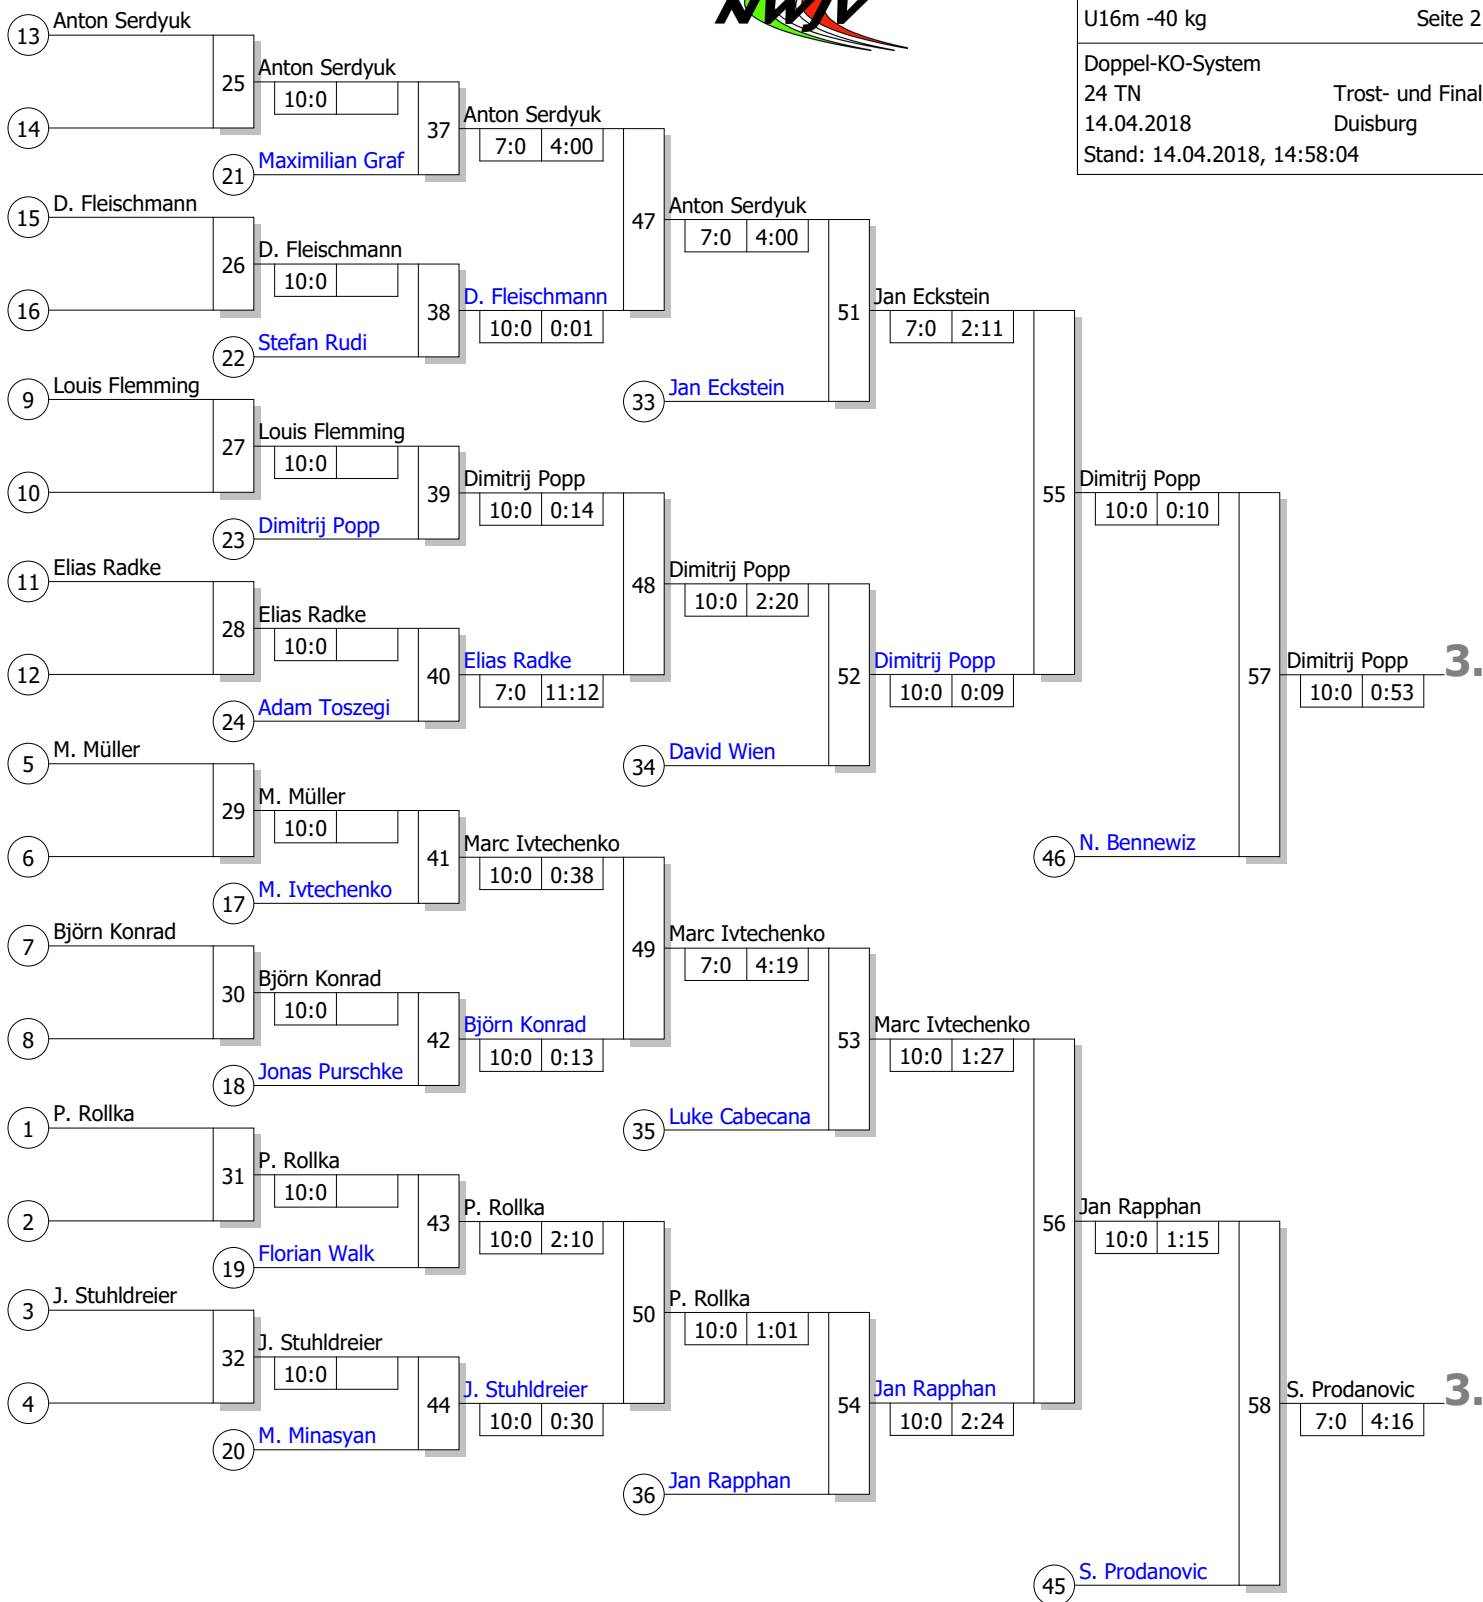 NWJV
U16m -40 kg Seite 2
Doppel-KO-System
24 TN Trost- und Final
14.04.2018 Duisburg
Stand: 14.04.2018, 14:58:04
13 Anton Serdyuk
25 Anton Serdyuk
10:0
14
37 Anton Serdyuk
7:0 4:00
21 Maximilian Graf
15 D. Fleischmann
47 Anton Serdyuk
7:0 4:00
26 D. Fleischmann
10:0
16
38 D. Fleischmann
10:0 0:01
22 Stefan Rudi
51 Jan Eckstein
7:0 2:11
9 Louis Flemming
33 Jan Eckstein
27 Louis Flemming
10:0
10
39 Dimitrij Popp
10:0 0:14
23 Dimitrij Popp
55 Dimitrij Popp
10:0 0:10
11 Elias Radke
48 Dimitrij Popp
10:0 2:20
28 Elias Radke
10:0
12
40 Elias Radke
7:0 11:12
24 Adam Toszegi
52 Dimitrij Popp
10:0 0:09
57 Dimitrij Popp 3.
10:0 0:53
5 M. Müller
34 David Wien
29 M. Müller
10:0
6
41 Marc Ivtechenko
10:0 0:38
46 N. Bennewiz
17 M. Ivtechenko
7 Björn Konrad
49 Marc Ivtechenko
7:0 4:19
30 Björn Konrad
10:0
8
42 Björn Konrad
10:0 0:13
18 Jonas Purschke
53 Marc Ivtechenko
10:0 1:27
1 P. Rollka
35 Luke Cabecana
31 P. Rollka
10:0
2
43 P. Rollka
10:0 2:10
19 Florian Walk
56 Jan Rapphan
10:0 1:15
3 J. Stuhldreier
50 P. Rollka
10:0 1:01
32 J. Stuhldreier
10:0
4
44 J. Stuhldreier
10:0 0:30
20 M. Minasyan
54 Jan Rapphan
10:0 2:24
58 S. Prodanovic 3.
7:0 4:16
36 Jan Rapphan
45 S. Prodanovic